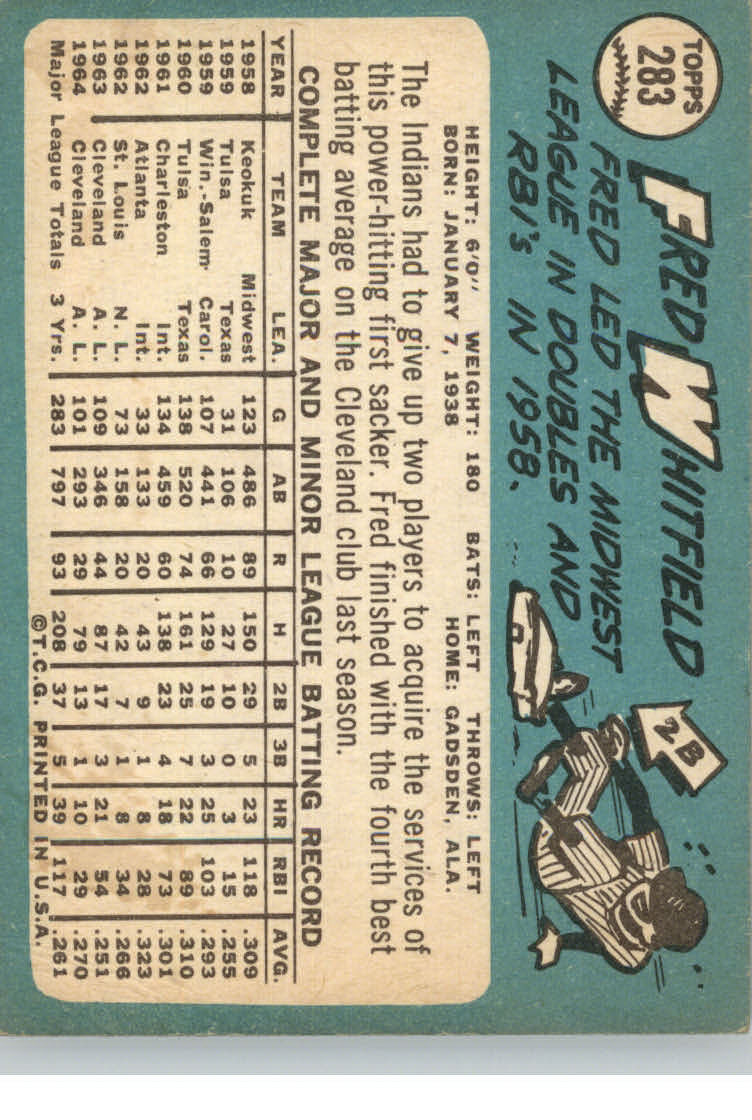 TOPPS
283
FRED WHITFIELD
FRED LED THE MIDWEST
LEAGUE IN DOUBLES AND
RBI's IN 1958.
2B
HEIGHT: 6'0" WEIGHT: 180 BATS: LEFT THROWS: LEFT
BORN: JANUARY 7, 1938 HOME: GADSDEN, ALA.
The Indians had to give up two players to acquire the services of
this power-hitting first sacker. Fred finished with the fourth best
batting average on the Cleveland club last season.
COMPLETE MAJOR AND MINOR LEAGUE BATTING RECORD
YEAR TEAM LEA. G AB R H 2B 3B HR RBI AVG.
1958 Keokuk Midwest 123 486 89 150 29 5 23 118 .309
1959 Tulsa Texas 31 106 10 27 10 0 3 15 .255
1959 Win.-Salem Carol. 107 441 66 129 19 3 25 103 .293
1960 Tulsa Texas 138 520 74 161 25 7 22 89 .310
1961 Charleston Int. 134 459 60 138 23 4 18 73 .301
1962 Atlanta Int. 33 133 20 43 9 1 8 28 .323
1962 St. Louis N. L. 73 158 20 42 7 1 8 34 .266
1963 Cleveland A. L. 109 346 44 87 17 3 21 54 .251
1964 Cleveland A. L. 101 293 29 79 13 1 10 29 .270
Major League Totals 3 Yrs. 283 797 93 208 37 5 39 117 .261
©T.C.G. PRINTED IN U.S.A.